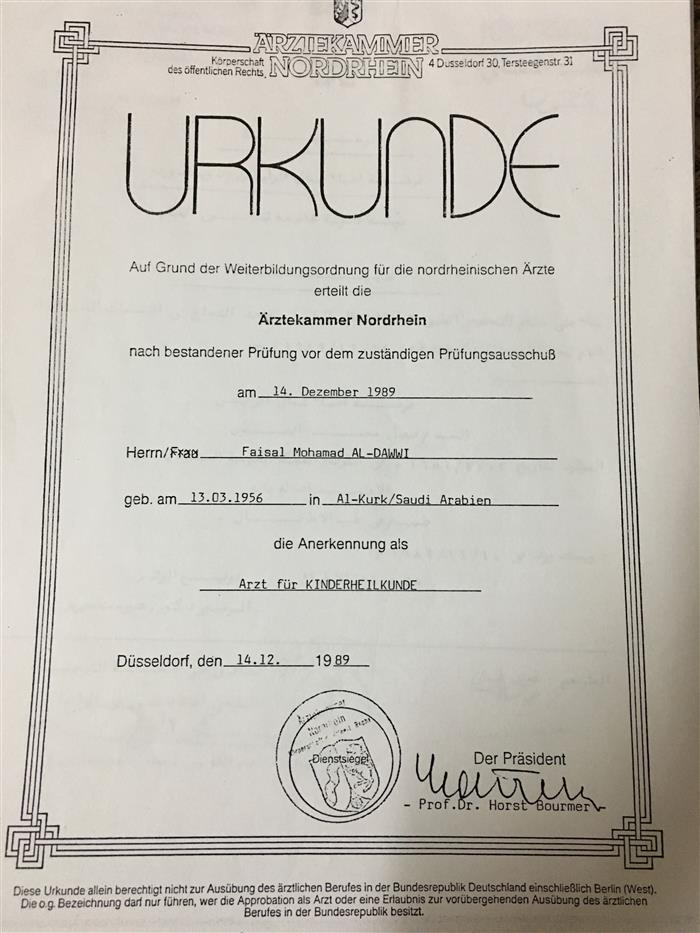 ÄRZTEKAMMER
Körperschaft
des öffentlichen Rechts, NORDRHEIN 4 Düsseldorf 30, Tersteegenstr. 31
URKUNDE
Auf Grund der Weiterbildungsordnung für die nordrheinischen Ärzte
erteilt die
Ärztekammer Nordrhein
nach bestandener Prüfung vor dem zuständigen Prüfungsausschuß
am 14. Dezember 1989
Herrn/Frau Faisal Mohamad AL-DAWWI
geb. am 13.03.1956 in Al-Kurk/Saudi Arabien
die Anerkennung als
Arzt für KINDERHEILKUNDE
Düsseldorf, den 14.12. 1989
Nordrhein
Dienstsiegel
Der Präsident
- Prof.Dr. Horst Bourmer -
Diese Urkunde allein berechtigt nicht zur Ausübung des ärztlichen Berufes in der Bundesrepublik Deutschland einschließlich Berlin (West).
Die o.g. Bezeichnung darf nur führen, wer die Approbation als Arzt oder eine Erlaubnis zur vorübergehenden Ausübung des ärztlichen
Berufes in der Bundesrepublik besitzt.